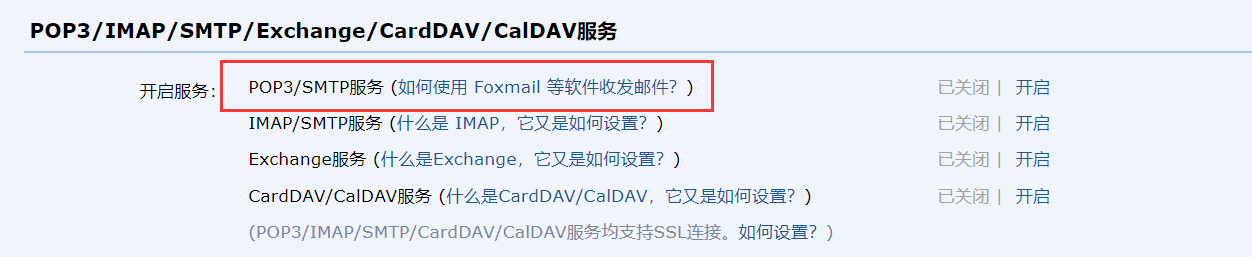 POP3/IMAP/SMTP/Exchange/CardDAV/CalDAV服务
开启服务： POP3/SMTP服务 (如何使用 Foxmail 等软件收发邮件？) 已关闭 | 开启
IMAP/SMTP服务 (什么是 IMAP，它又是如何设置？) 已关闭 | 开启
Exchange服务 (什么是Exchange，它又是如何设置？) 已关闭 | 开启
CardDAV/CalDAV服务 (什么是CardDAV/CalDAV，它又是如何设置？) 已关闭 | 开启
(POP3/IMAP/SMTP/CardDAV/CalDAV服务均支持SSL连接。如何设置？)